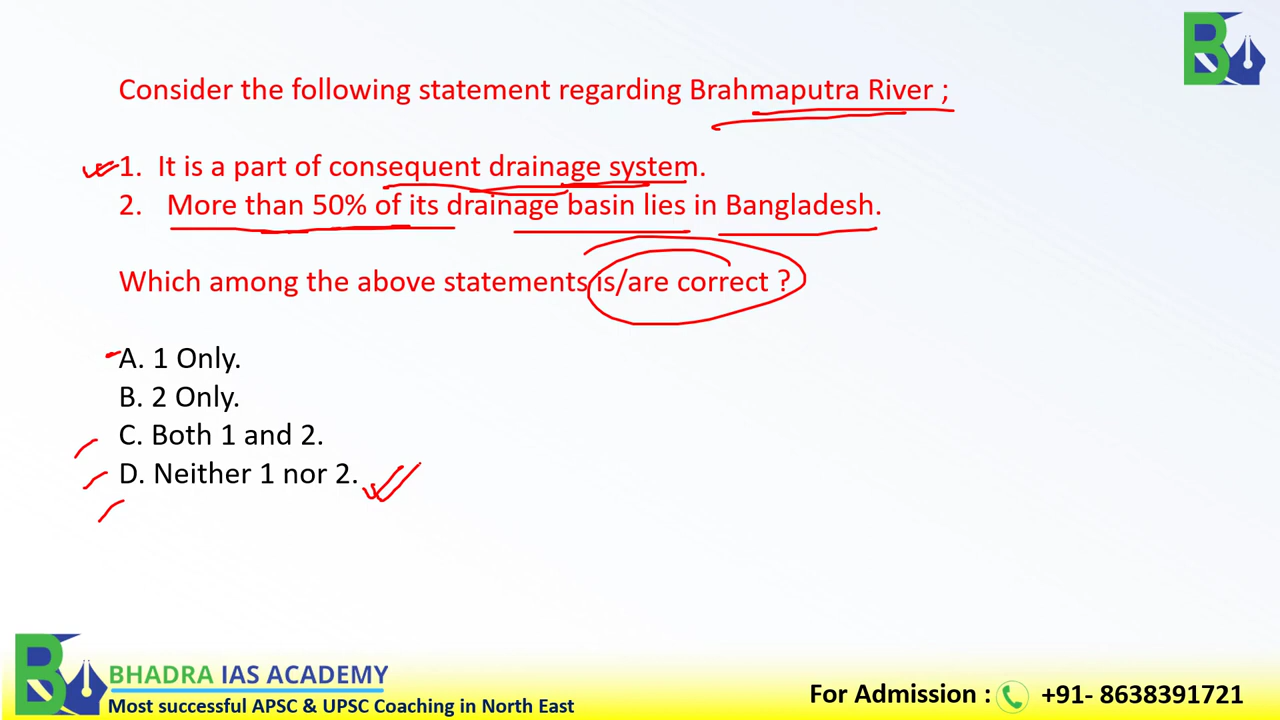 Consider the following statement regarding Brahmaputra River ;
1. It is a part of consequent drainage system.
2. More than 50% of its drainage basin lies in Bangladesh.
Which among the above statements is/are correct ?
A. 1 Only.
B. 2 Only.
C. Both 1 and 2.
D. Neither 1 nor 2.
BHADRA IAS ACADEMY
Most successful APSC & UPSC Coaching in North East
For Admission : +91- 8638391721